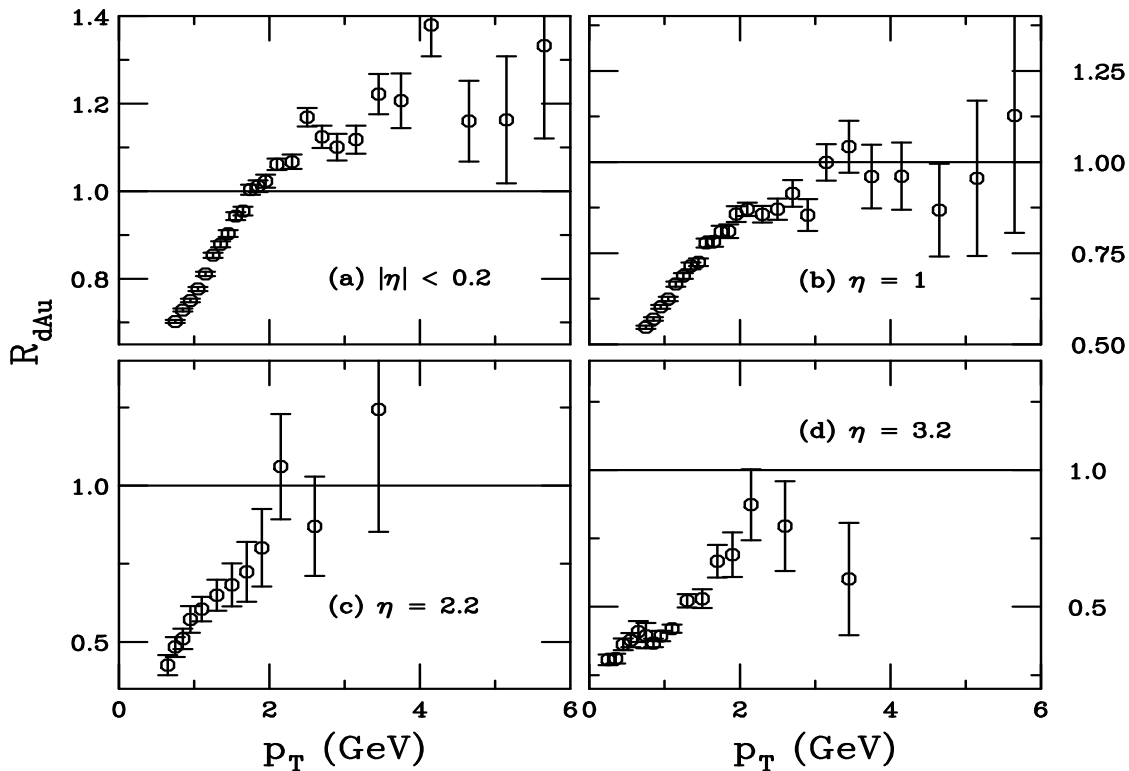 1.4
1.2
1.0
0.8
(a) |η| < 0.2
1.25
1.00
0.75
0.50
(b) η = 1
R_dAu
1.0
0.5
(c) η = 2.2
1.0
0.5
(d) η = 3.2
0 2 4 6
0 2 4 6
p_T (GeV)
p_T (GeV)